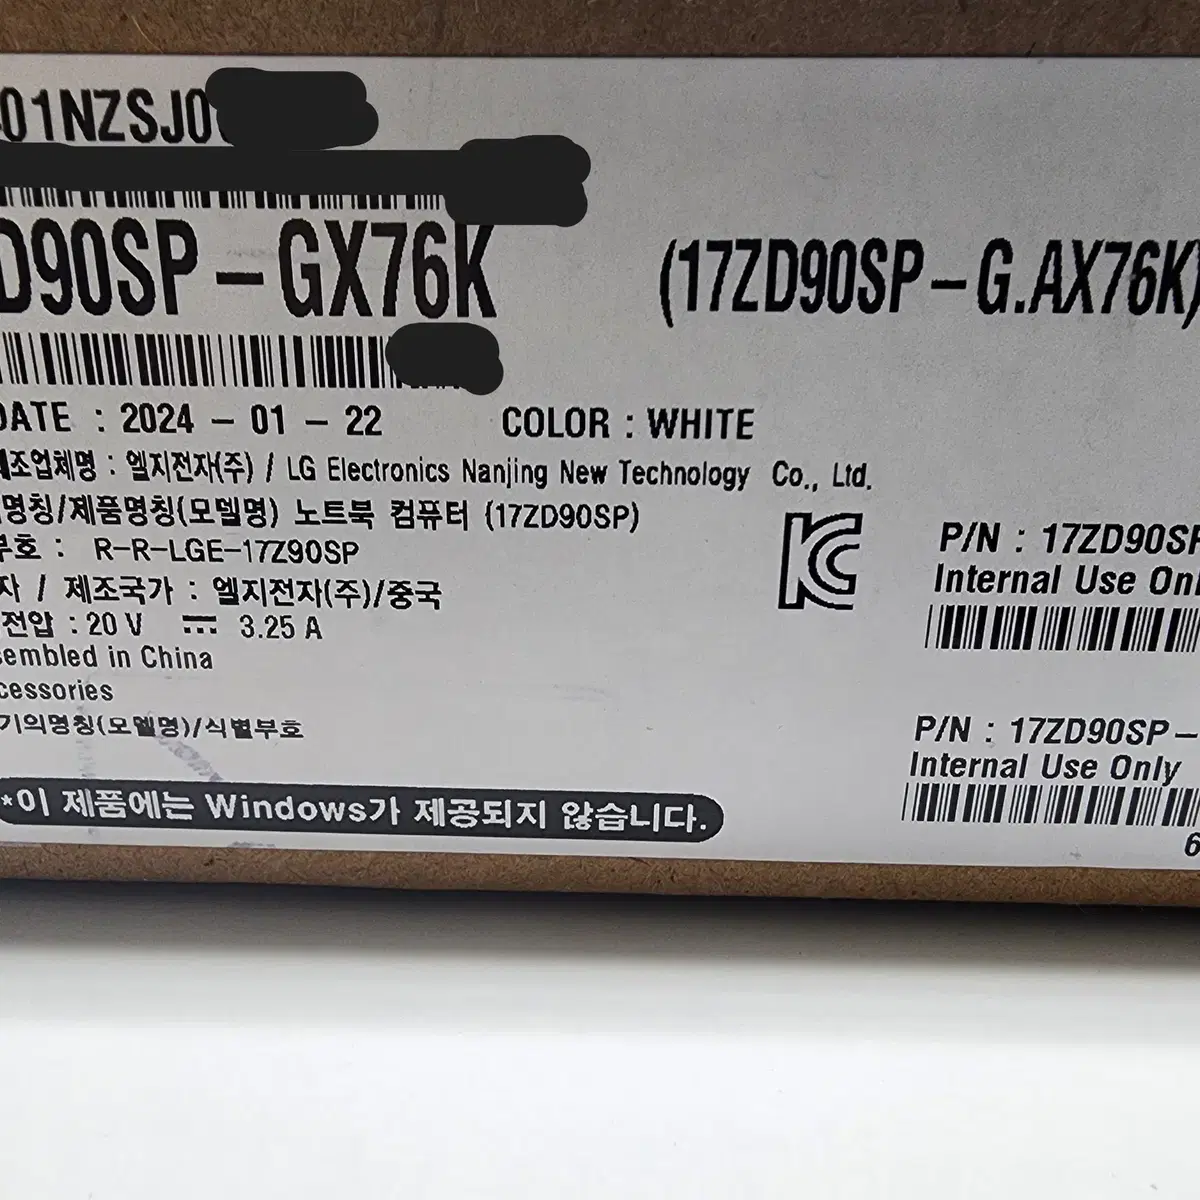 01NZSJ0
D90SP-GX76K
(17ZD90SP-G.AX76K)
DATE : 2024-01-22
COLOR : WHITE
제조업체명 : 엘지전자(주) / LG Electronics Nanjing New Technology Co., Ltd.
명칭/제품명칭(모델명) 노트북 컴퓨터 (17ZD90SP)
부호 : R-R-LGE-17Z90SP
자 / 제조국가 : 엘지전자(주)/중국
전압 : 20 V ⎓ 3.25 A
sembled in China
cessories
기의명칭(모델명)/식별부호
*이 제품에는 Windows가 제공되지 않습니다.
P/N : 17ZD90SP
Internal Use Onl
P/N : 17ZD90SP-
Internal Use Only
6